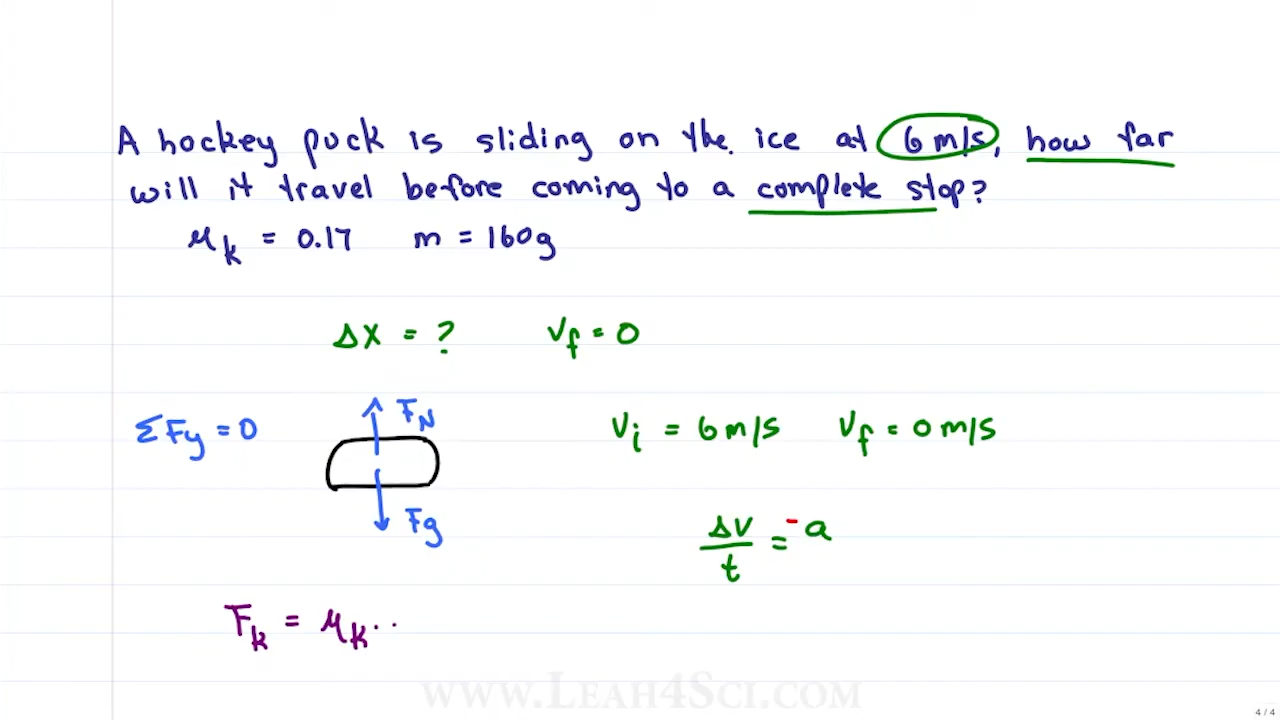 A hockey puck is sliding on the ice at 6 m/s, how far
will it travel before coming to a complete stop?
μk = 0.17 m = 160g
Δx = ? Vf = 0
ΣFy = 0 FN Vi = 6 m/s Vf = 0 m/s
Fg
ΔV/t = -a
Fk = μk ·
www.Leah4Sci.com
4 / 4